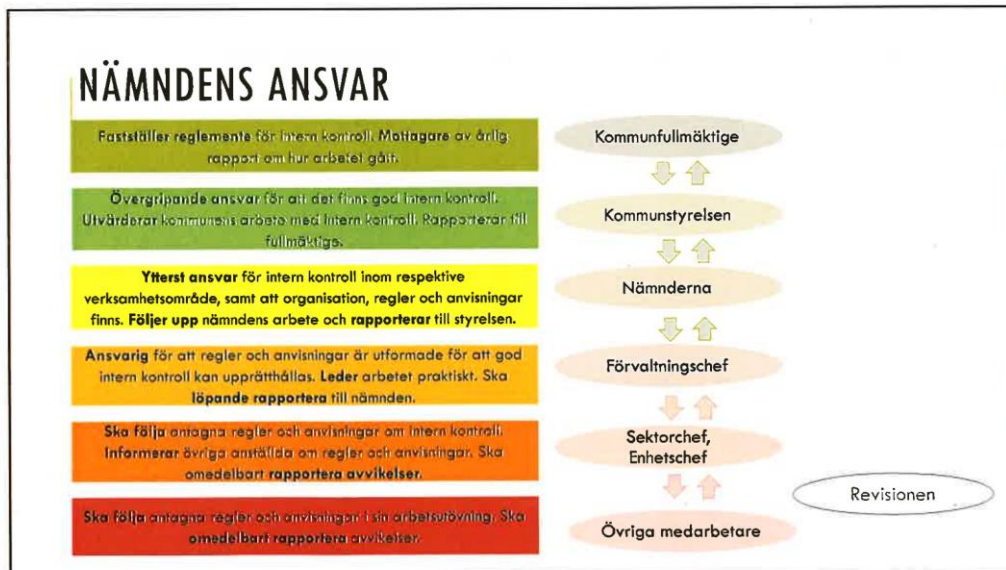 NÄMNDENS ANSVAR
Fastställer reglemente för intern kontroll. Mottagare av årlig
rapport om hur arbetet gått.
Kommunfullmäktige
Övergripande ansvar för att det finns god intern kontroll.
Utvärderar kommunens arbete med intern kontroll. Rapporterar till
fullmäktige.
Kommunstyrelsen
Ytterst ansvar för intern kontroll inom respektive
verksamhetsområde, samt att organisation, regler och anvisningar
finns. Följer upp nämndens arbete och rapporterar till styrelsen.
Nämnderna
Ansvarig för att regler och anvisningar är utformade för att god
intern kontroll kan upprätthållas. Leder arbetet praktiskt. Ska
löpande rapportera till nämnden.
Förvaltningschef
Ska följa antagna regler och anvisningar om intern kontroll.
Informerar övriga anställda om regler och anvisningar. Ska
omedelbart rapportera avvikelser.
Sektorchef,
Enhetschef
Ska följa antagna regler och anvisningar i sin arbetsutövning. Ska
omedelbart rapportera avvikelser.
Övriga medarbetare
Revisionen